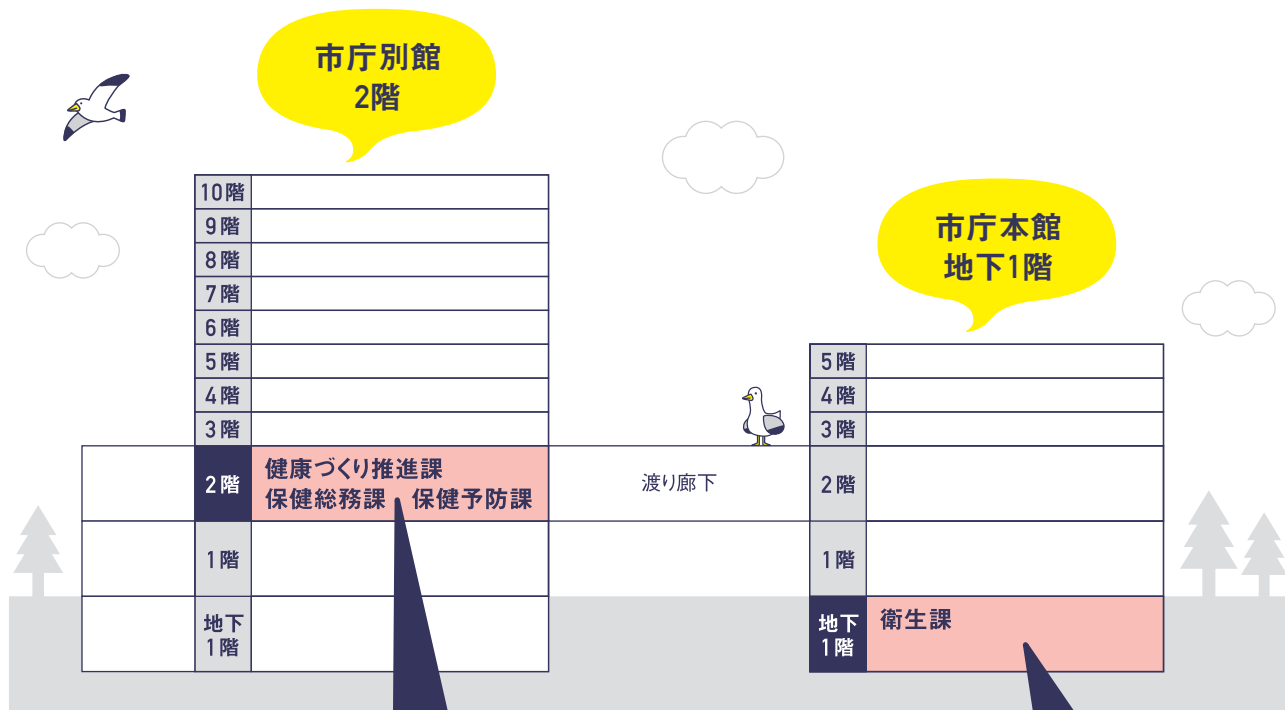 市庁別館
2階
市庁本館
地下1階
10階
9階
8階
7階
6階
5階
4階
3階
2階
健康づくり推進課
保健総務課 保健予防課
1階
地下
1階
渡り廊下
5階
4階
3階
2階
1階
地下
1階
衛生課